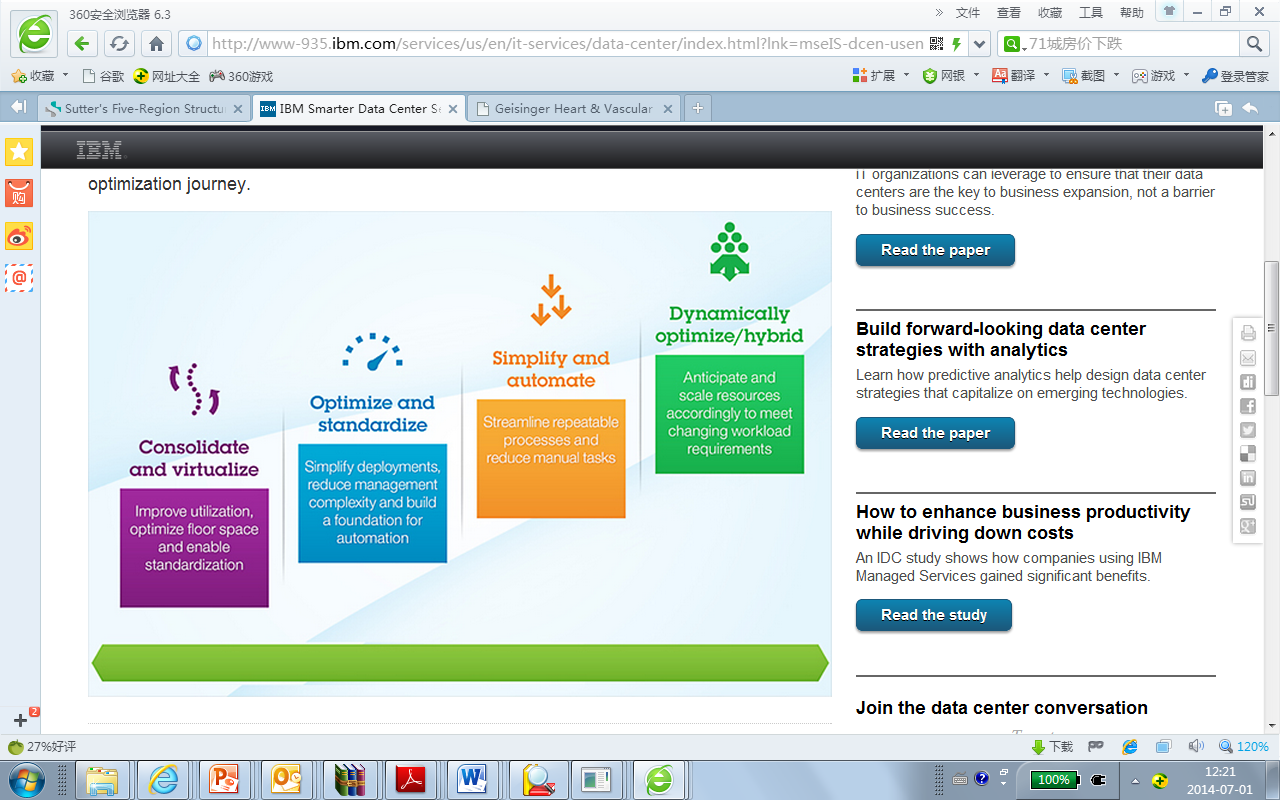 360安全浏览器 6.3
» 文件 查看 收藏 工具 帮助
http://www-935.ibm.com/services/us/en/it-services/data-center/index.html?lnk=mseIS-dcen-usen
71城房价下跌
收藏 谷歌 网址大全 360游戏
扩展 网银 翻译 截图 游戏 登录管家
Sutter's Five-Region Structu
IBM Smarter Data Center Se
Geisinger Heart & Vascular
IBM
optimization journey.
Consolidate
and virtualize
Improve utilization,
optimize floor space
and enable
standardization
Optimize and
standardize
Simplify deployments,
reduce management
complexity and build
a foundation for
automation
Simplify and
automate
Streamline repeatable
processes and
reduce manual tasks
Dynamically
optimize/hybrid
Anticipate and
scale resources
accordingly to meet
changing workload
requirements
IT organizations can leverage to ensure that their data
centers are the key to business expansion, not a barrier
to business success.
Read the paper
Build forward-looking data center
strategies with analytics
Learn how predictive analytics help design data center
strategies that capitalize on emerging technologies.
Read the paper
How to enhance business productivity
while driving down costs
An IDC study shows how companies using IBM
Managed Services gained significant benefits.
Read the study
Join the data center conversation
购
@
2
27%好评
下载
120%
100%
12:21
2014-07-01